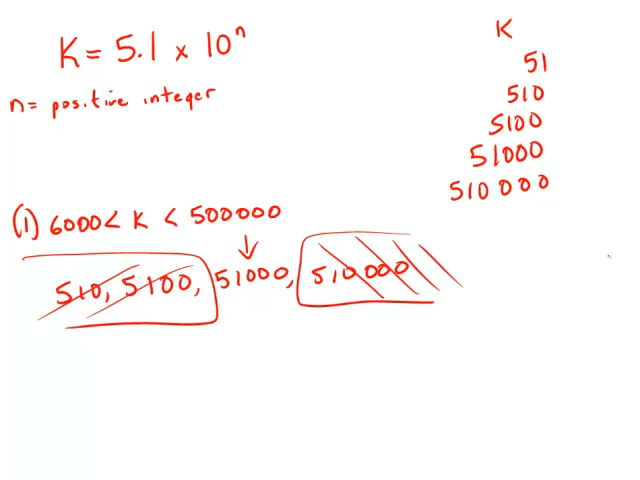 K = 5.1 × 10ⁿ
n = positive integer
K
51
510
5100
51000
510000
(1) 6000 < K < 500000
510, 5100, 51000, 510000